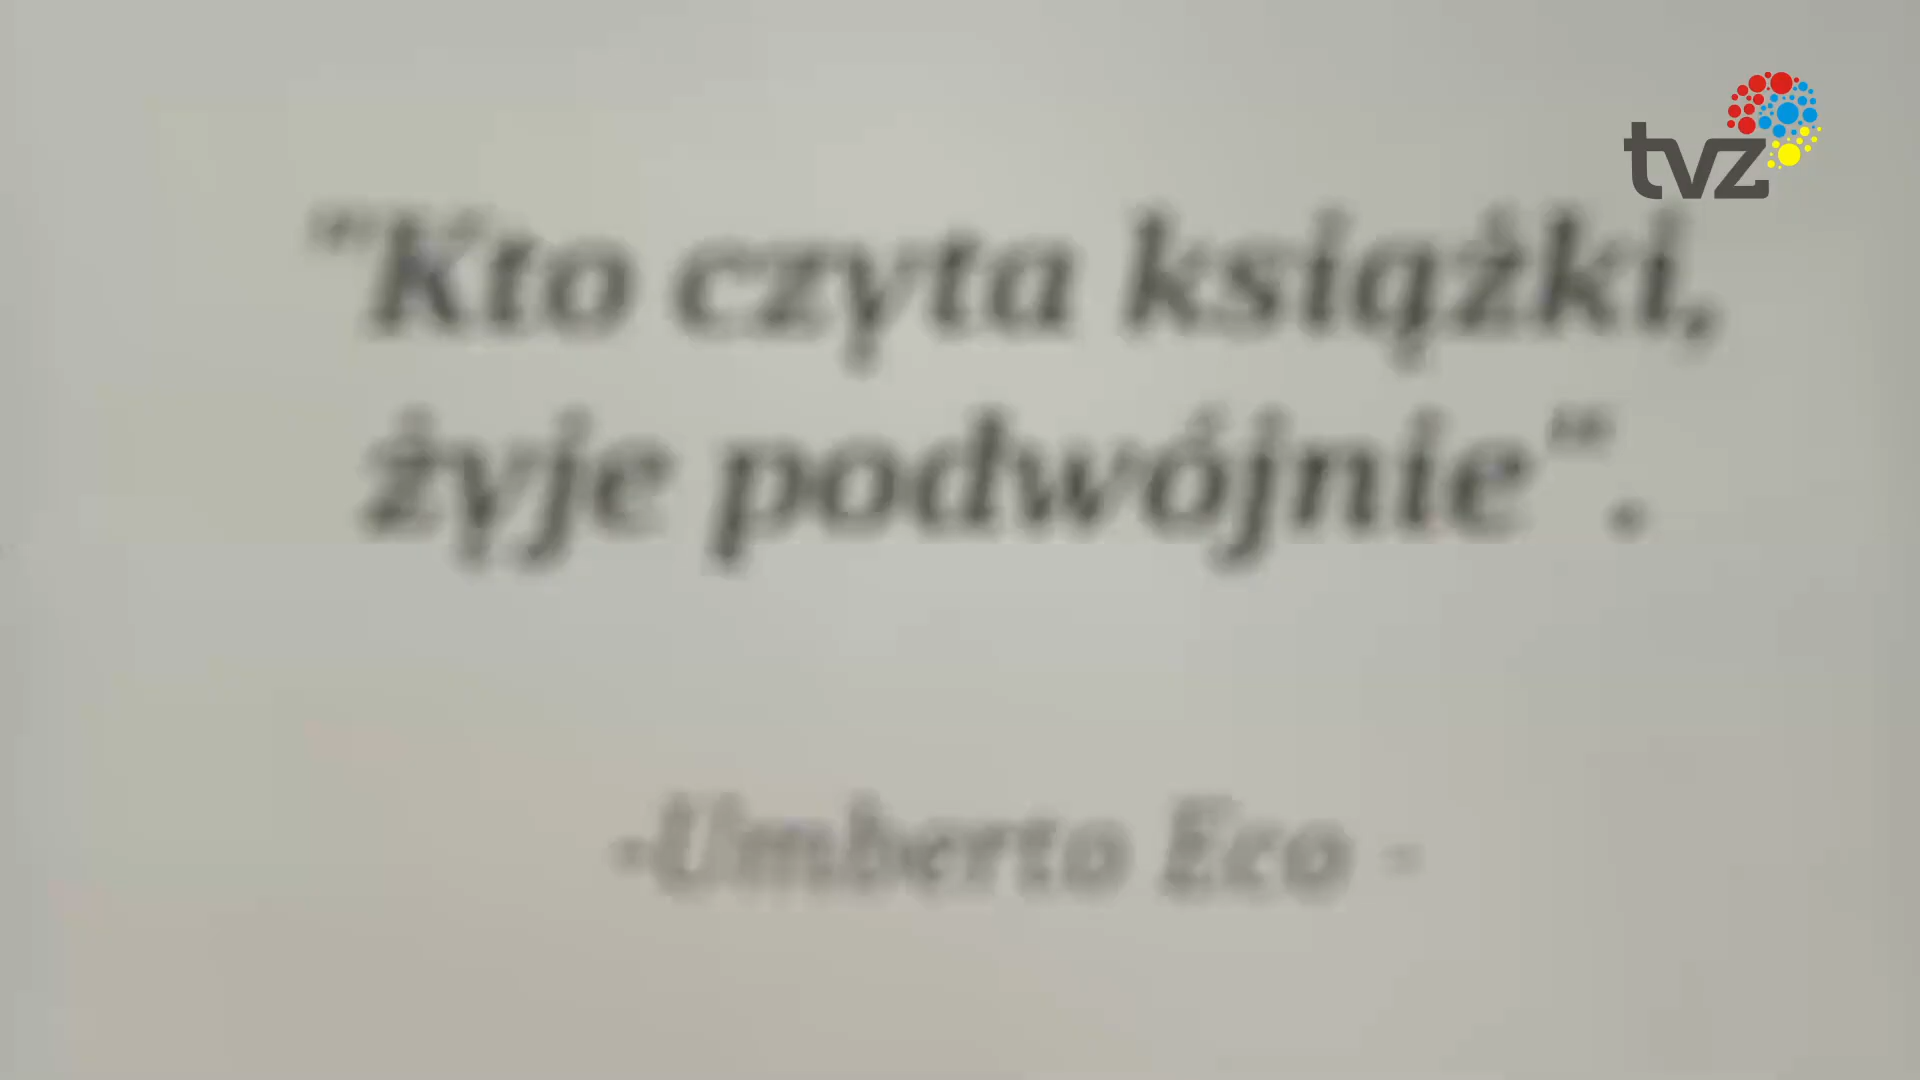 tvz
"Kto czyta książki,
żyje podwójnie".
-Umberto Eco -